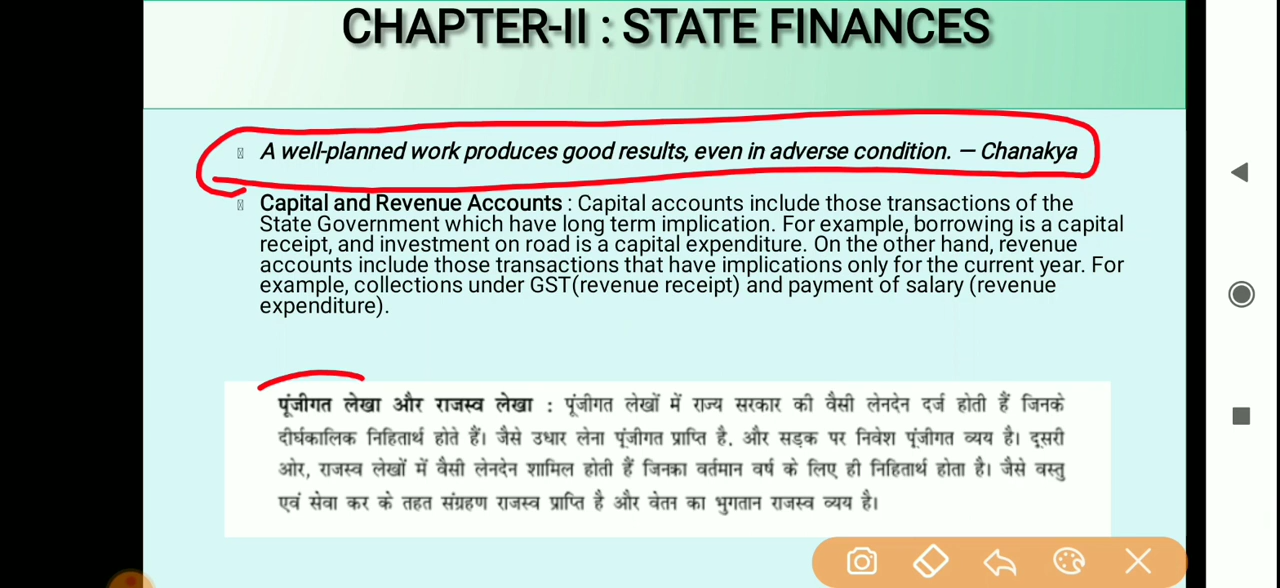 CHAPTER-II : STATE FINANCES
A well-planned work produces good results, even in adverse condition. — Chanakya
Capital and Revenue Accounts : Capital accounts include those transactions of the
State Government which have long term implication. For example, borrowing is a capital
receipt, and investment on road is a capital expenditure. On the other hand, revenue
accounts include those transactions that have implications only for the current year. For
example, collections under GST(revenue receipt) and payment of salary (revenue
expenditure).
पूंजीगत लेखा और राजस्व लेखा : पूंजीगत लेखों में राज्य सरकार की वैसी लेनदेन दर्ज होती हैं जिनके
दीर्घकालिक निहितार्थ होते हैं। जैसे उधार लेना पूंजीगत प्राप्ति है, और सड़क पर निवेश पूंजीगत व्यय है। दूसरी
ओर, राजस्व लेखों में वैसी लेनदेन शामिल होती हैं जिनका वर्तमान वर्ष के लिए ही निहितार्थ होता है। जैसे वस्तु
एवं सेवा कर के तहत संग्रहण राजस्व प्राप्ति है और वेतन का भुगतान राजस्व व्यय है।